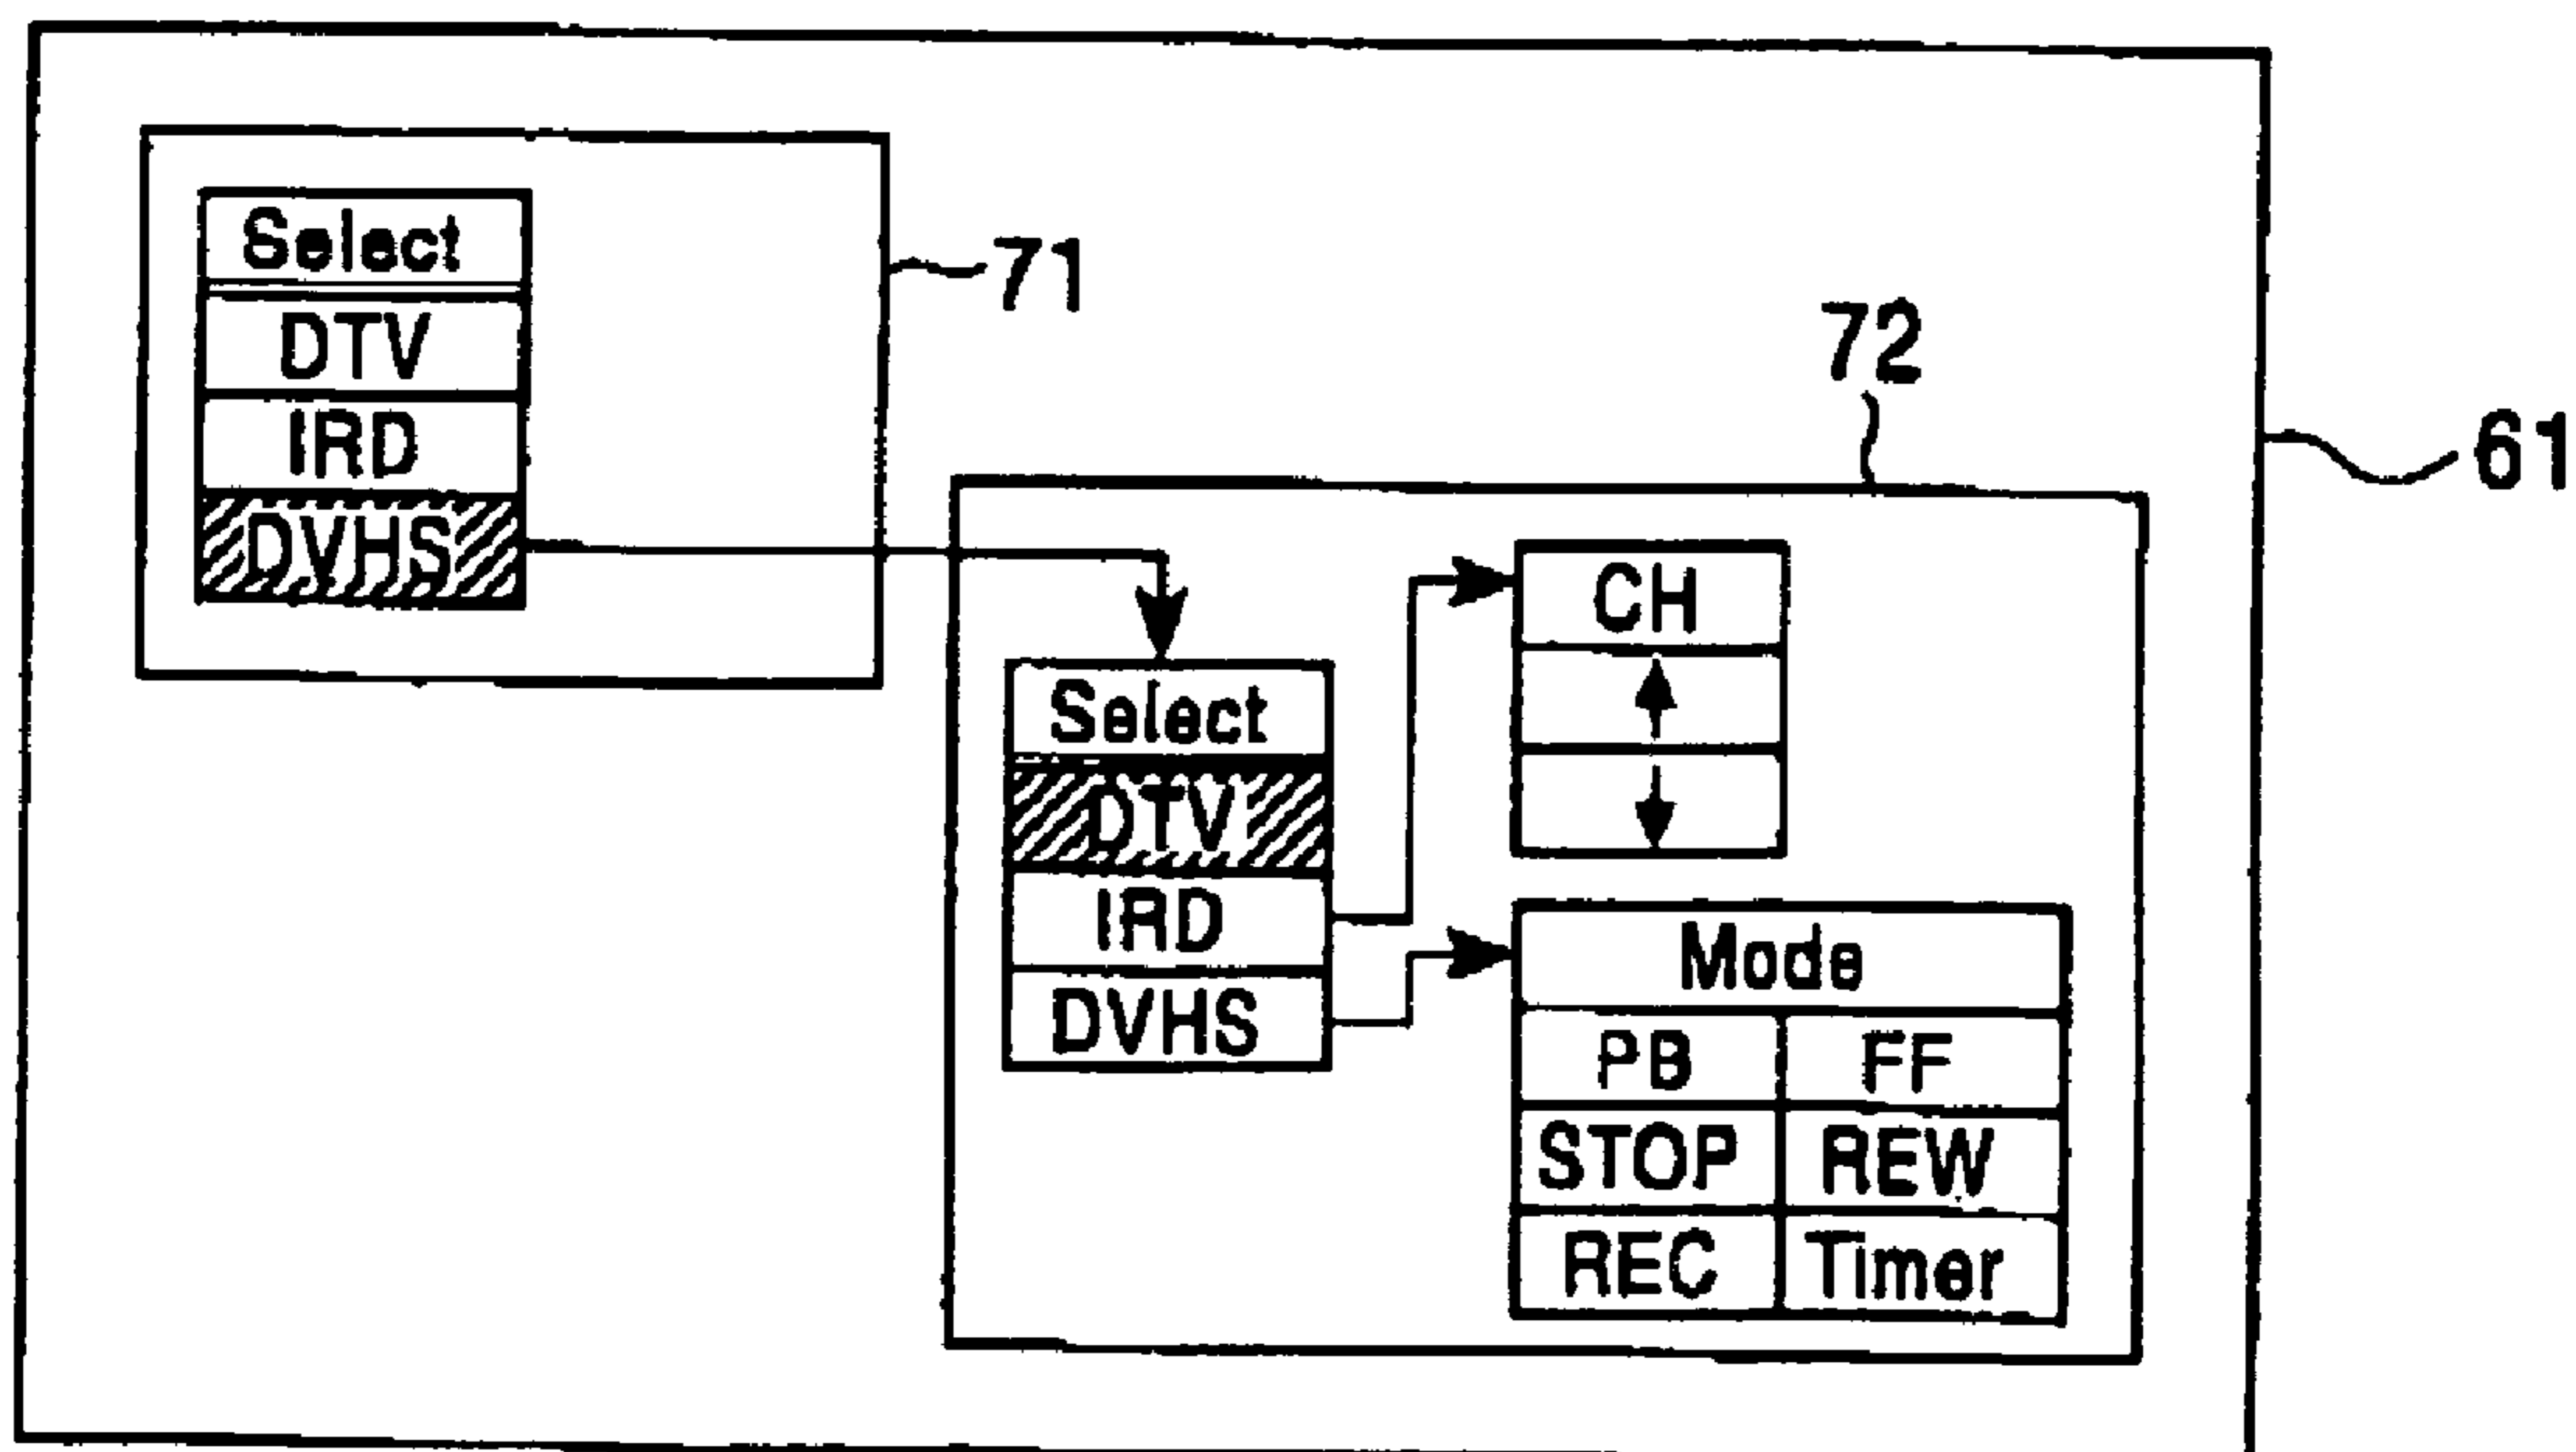 Select
DTV
IRD
DVHS
71
72
61
Select
DTV
IRD
DVHS
CH
Mode
PB FF
STOP REW
REC Timer